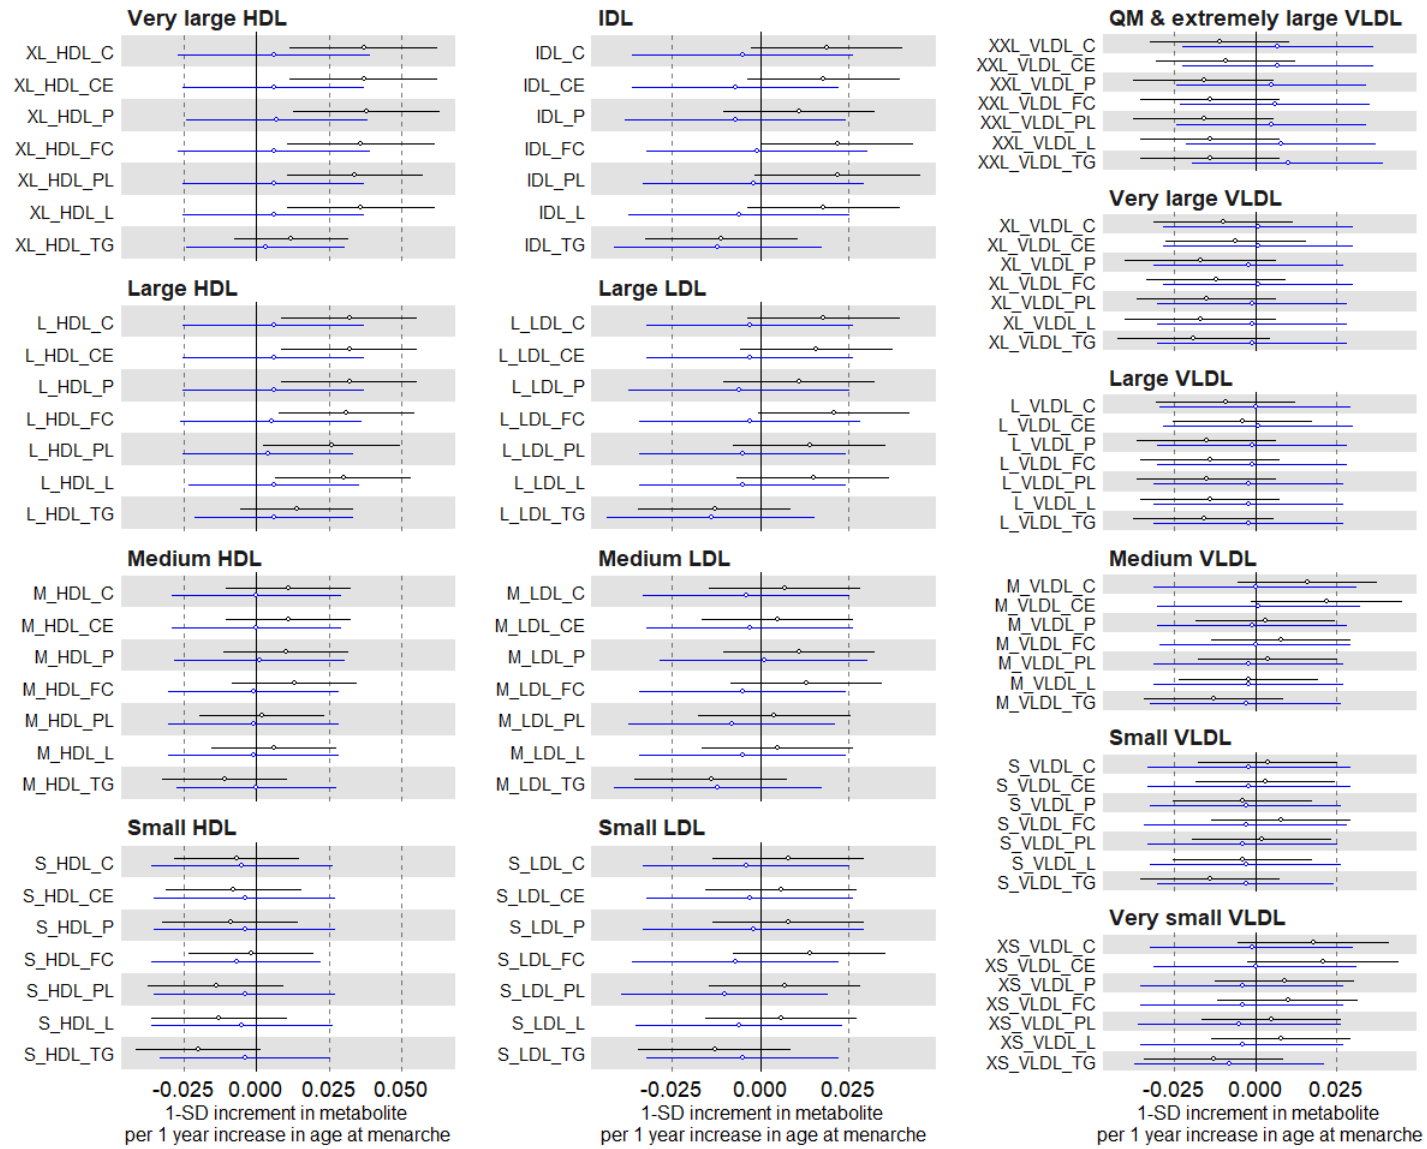 Very large HDL
XL_HDL_C
XL_HDL_CE
XL_HDL_P
XL_HDL_FC
XL_HDL_PL
XL_HDL_L
XL_HDL_TG
Large HDL
L_HDL_C
L_HDL_CE
L_HDL_P
L_HDL_FC
L_HDL_PL
L_HDL_L
L_HDL_TG
Medium HDL
M_HDL_C
M_HDL_CE
M_HDL_P
M_HDL_FC
M_HDL_PL
M_HDL_L
M_HDL_TG
Small HDL
S_HDL_C
S_HDL_CE
S_HDL_P
S_HDL_FC
S_HDL_PL
S_HDL_L
S_HDL_TG
-0.025 0.000 0.025 0.050
1-SD increment in metabolite
per 1 year increase in age at menarche
IDL
IDL_C
IDL_CE
IDL_P
IDL_FC
IDL_PL
IDL_L
IDL_TG
Large LDL
L_LDL_C
L_LDL_CE
L_LDL_P
L_LDL_FC
L_LDL_PL
L_LDL_L
L_LDL_TG
Medium LDL
M_LDL_C
M_LDL_CE
M_LDL_P
M_LDL_FC
M_LDL_PL
M_LDL_L
M_LDL_TG
Small LDL
S_LDL_C
S_LDL_CE
S_LDL_P
S_LDL_FC
S_LDL_PL
S_LDL_L
S_LDL_TG
-0.025 0.000 0.025
1-SD increment in metabolite
per 1 year increase in age at menarche
QM & extremely large VLDL
XXL_VLDL_C
XXL_VLDL_CE
XXL_VLDL_P
XXL_VLDL_FC
XXL_VLDL_PL
XXL_VLDL_L
XXL_VLDL_TG
Very large VLDL
XL_VLDL_C
XL_VLDL_CE
XL_VLDL_P
XL_VLDL_FC
XL_VLDL_PL
XL_VLDL_L
XL_VLDL_TG
Large VLDL
L_VLDL_C
L_VLDL_CE
L_VLDL_P
L_VLDL_FC
L_VLDL_PL
L_VLDL_L
L_VLDL_TG
Medium VLDL
M_VLDL_C
M_VLDL_CE
M_VLDL_P
M_VLDL_FC
M_VLDL_PL
M_VLDL_L
M_VLDL_TG
Small VLDL
S_VLDL_C
S_VLDL_CE
S_VLDL_P
S_VLDL_FC
S_VLDL_PL
S_VLDL_L
S_VLDL_TG
Very small VLDL
XS_VLDL_C
XS_VLDL_CE
XS_VLDL_P
XS_VLDL_FC
XS_VLDL_PL
XS_VLDL_L
XS_VLDL_TG
-0.025 0.000 0.025
1-SD increment in metabolite
per 1 year increase in age at menarche